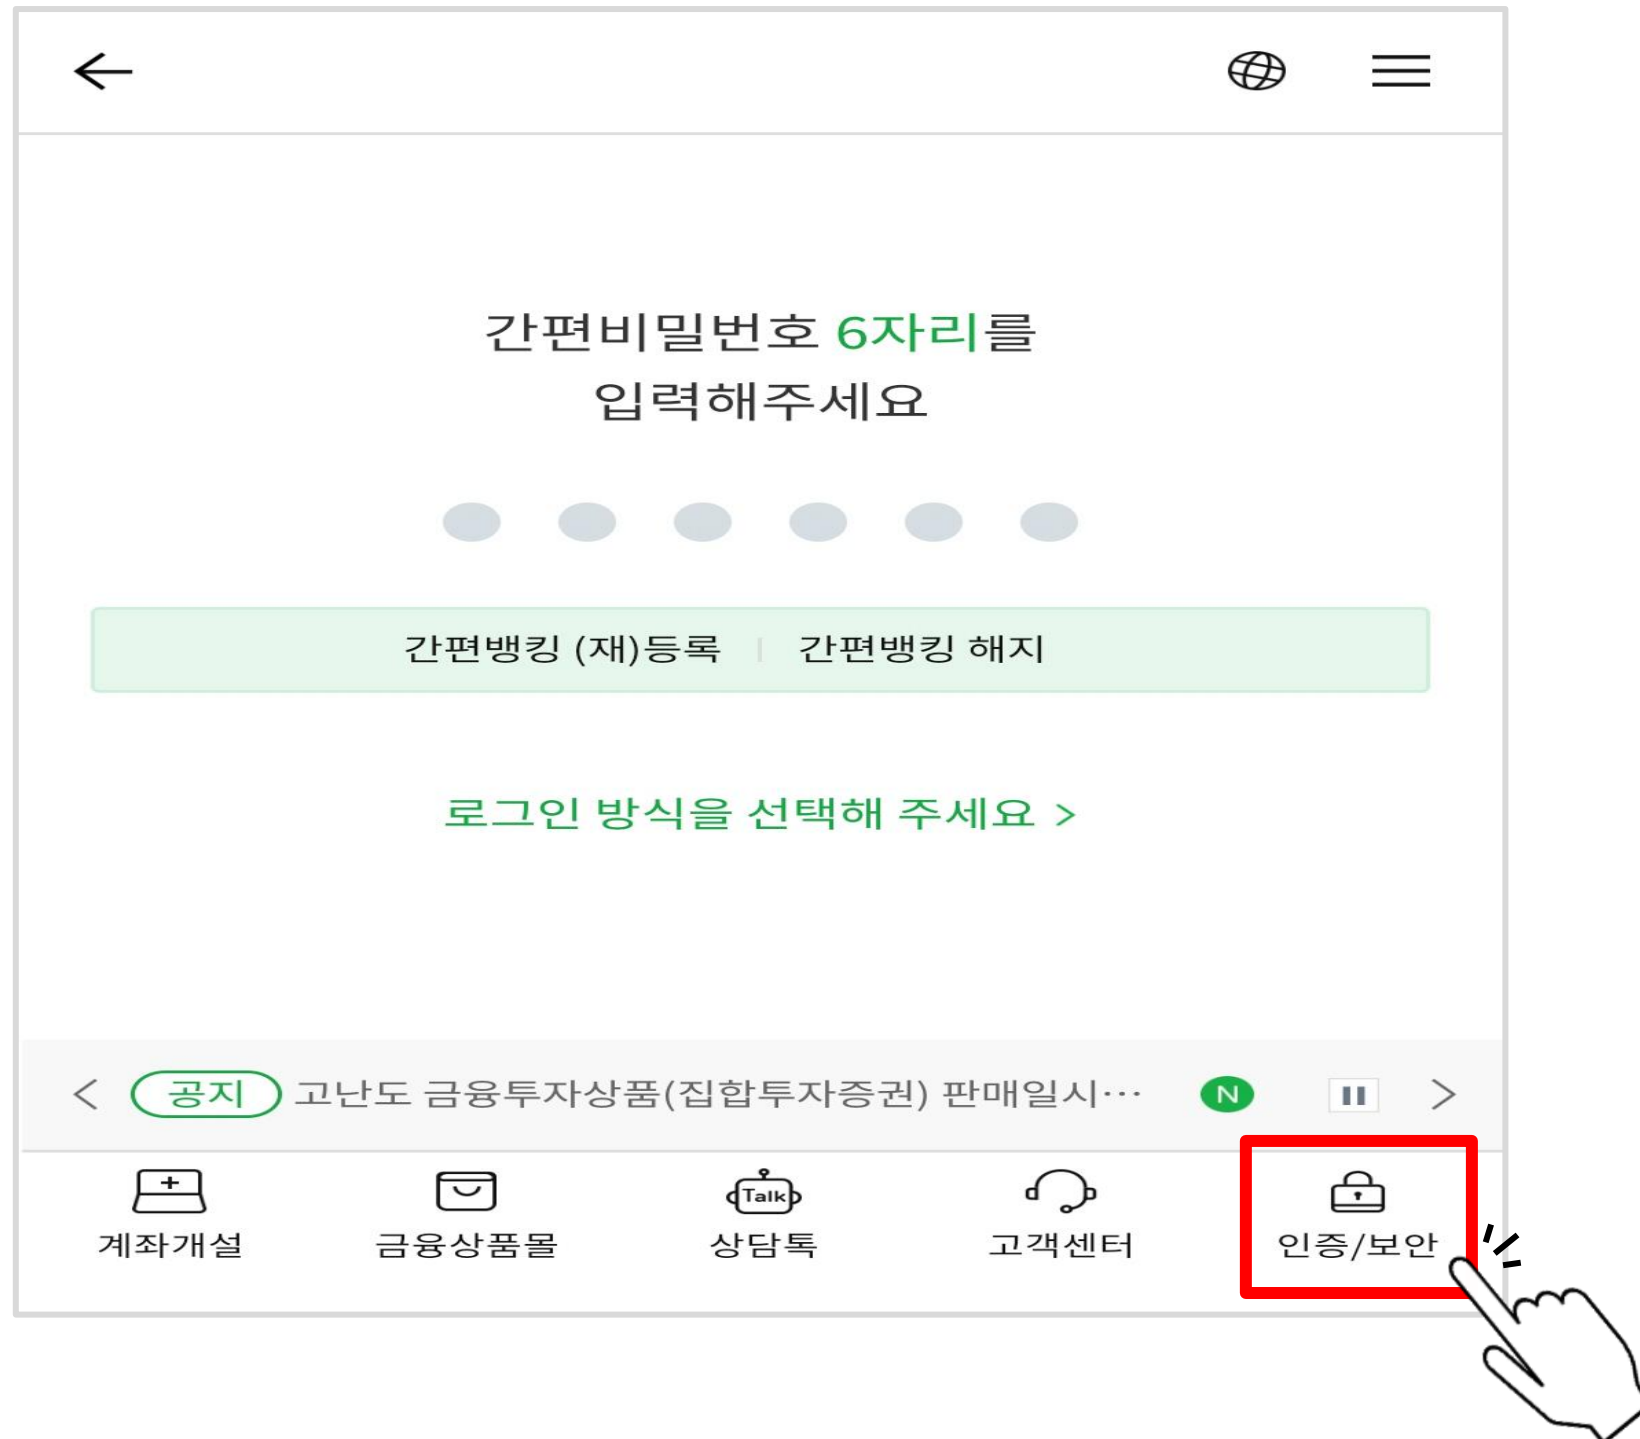 간편비밀번호 6자리를
입력해주세요
간편뱅킹 (재)등록 | 간편뱅킹 해지
로그인 방식을 선택해 주세요 >
< 공지 고난도 금융투자상품(집합투자증권) 판매일시… N >
Talk
계좌개설 금융상품몰 상담톡 고객센터 인증/보안